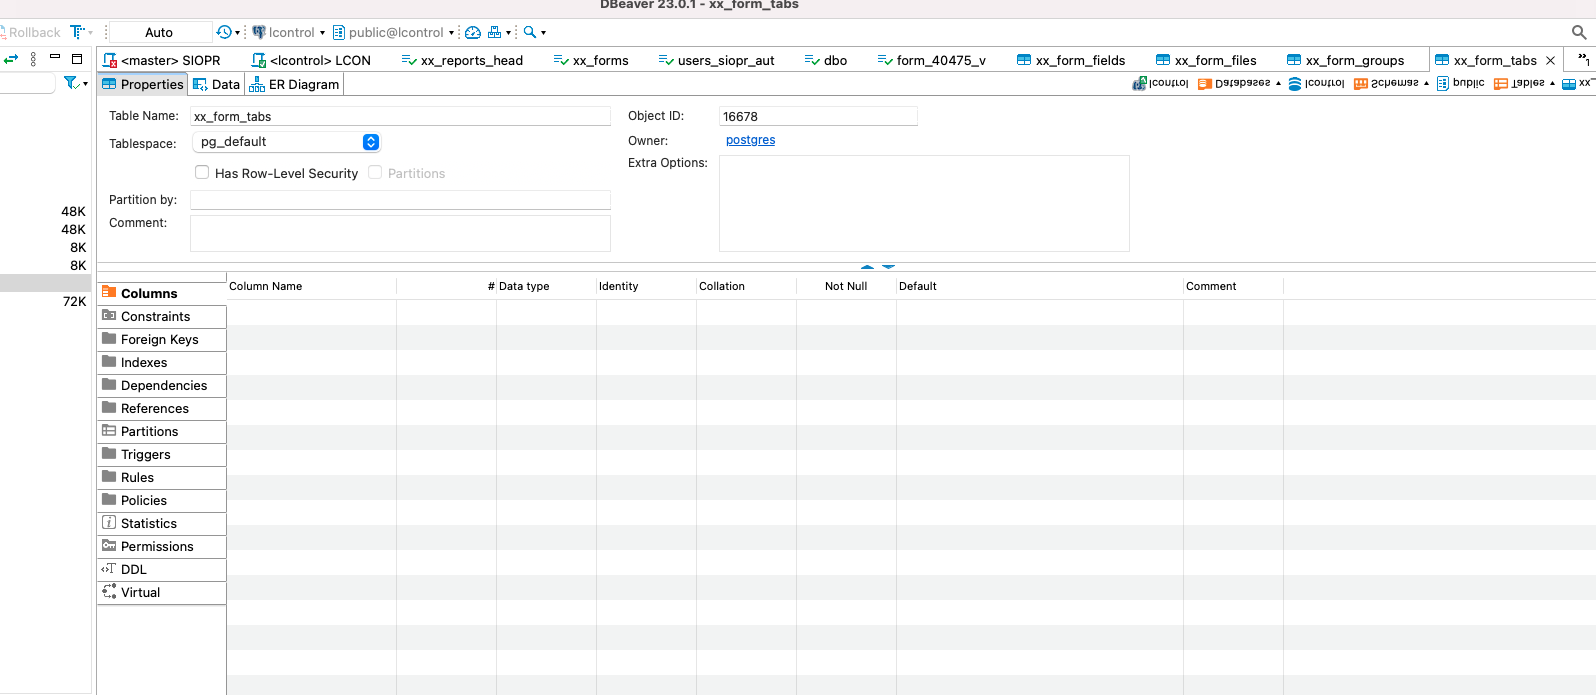 DBeaver 23.0.1 - xx_form_tabs
Rollback Auto lcontrol public@lcontrol
<master> SIOPR <lcontrol> LCON xx_reports_head xx_forms users_siopr_aut dbo form_40475_v xx_form_fields xx_form_files xx_form_groups xx_form_tabs »1
Properties Data ER Diagram lcontrol Databases lcontrol Schemas public Tables xx
Table Name: xx_form_tabs Object ID: 16678
Tablespace: pg_default Owner: postgres
Extra Options:
Has Row-Level Security Partitions
Partition by:
Comment:
48K
48K
8K
8K
72K
Column Name # Data type Identity Collation Not Null Default Comment
Columns
Constraints
Foreign Keys
Indexes
Dependencies
References
Partitions
Triggers
Rules
Policies
Statistics
Permissions
DDL
Virtual